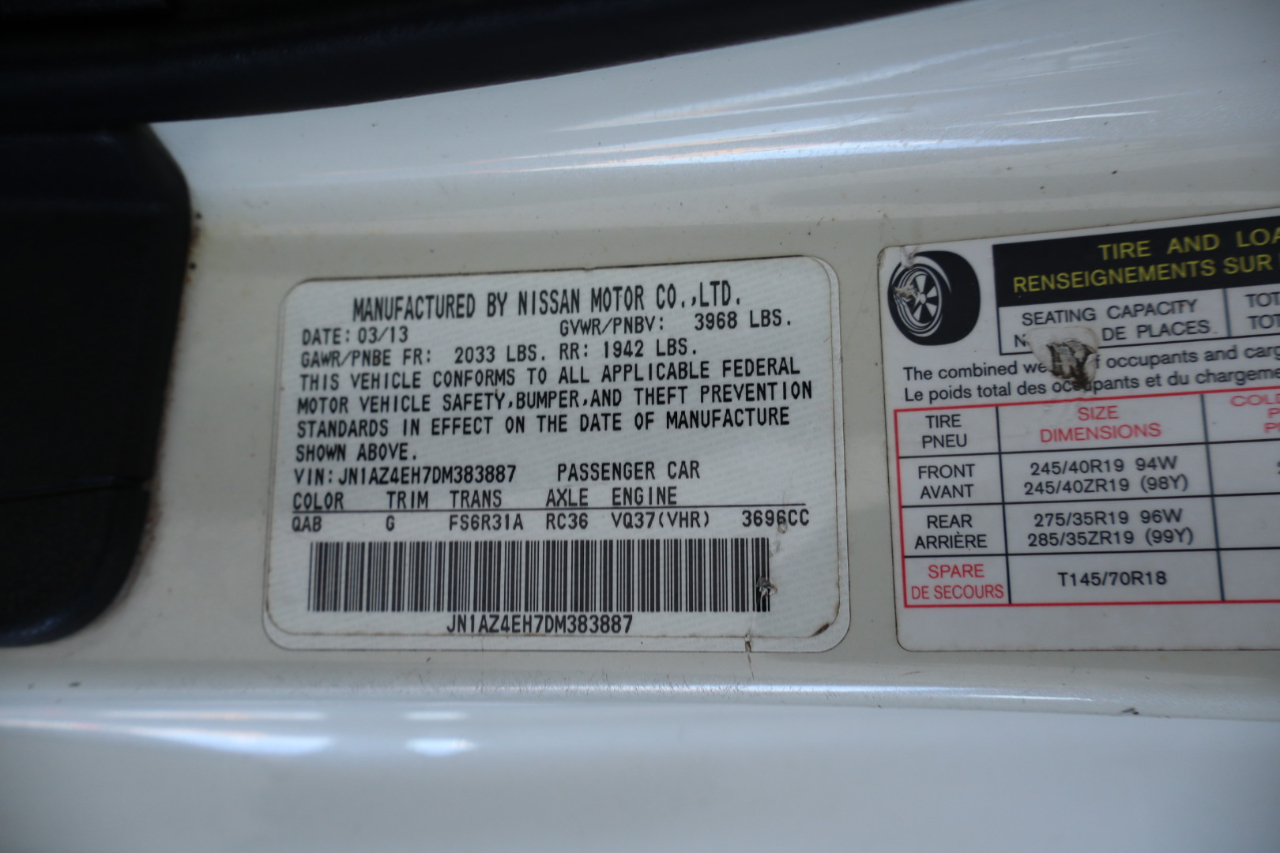 MANUFACTURED BY NISSAN MOTOR CO.,LTD.
DATE: 03/13 GVWR/PNBV: 3968 LBS.
GAWR/PNBE FR: 2033 LBS. RR: 1942 LBS.
THIS VEHICLE CONFORMS TO ALL APPLICABLE FEDERAL
MOTOR VEHICLE SAFETY,BUMPER,AND THEFT PREVENTION
STANDARDS IN EFFECT ON THE DATE OF MANUFACTURE
SHOWN ABOVE.
VIN: JN1AZ4EH7DM383887 PASSENGER CAR
COLOR TRIM TRANS AXLE ENGINE
QAB G FS6R31A RC36 VQ37(VHR) 3696CC
JN1AZ4EH7DM383887
TIRE AND LOA
RENSEIGNEMENTS SUR
SEATING CAPACITY TOT
DE PLACES TOT
The combined occupants and carg
Le poids total des occupants et du chargeme
TIRE SIZE COLD
PNEU DIMENSIONS
FRONT 245/40R19 94W
AVANT 245/40ZR19 (98Y)
REAR 275/35R19 96W
ARRIÈRE 285/35ZR19 (99Y)
SPARE T145/70R18
DE SECOURS